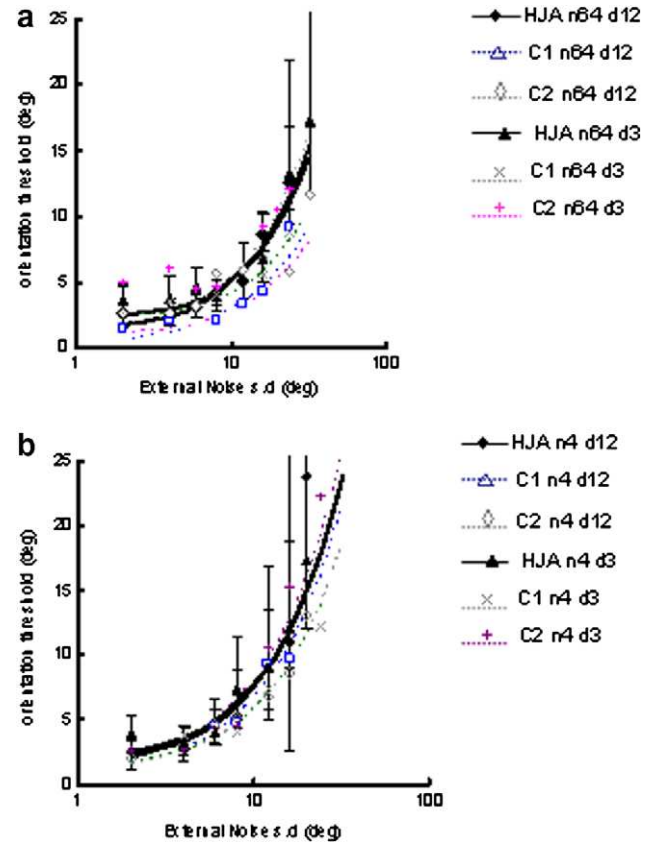 a
25
20
15
10
5
0
1
10
100
orientation threshold (deg)
External Noise s.d (deg)
HJA n64 d12
C1 n64 d12
C2 n64 d12
HJA n64 d3
C1 n64 d3
C2 n64 d3
b
25
20
15
10
5
0
1
10
100
orientation threshold (deg)
External Noise s.d (deg)
HJA n4 d12
C1 n4 d12
C2 n4 d12
HJA n4 d3
C1 n4 d3
C2 n4 d3